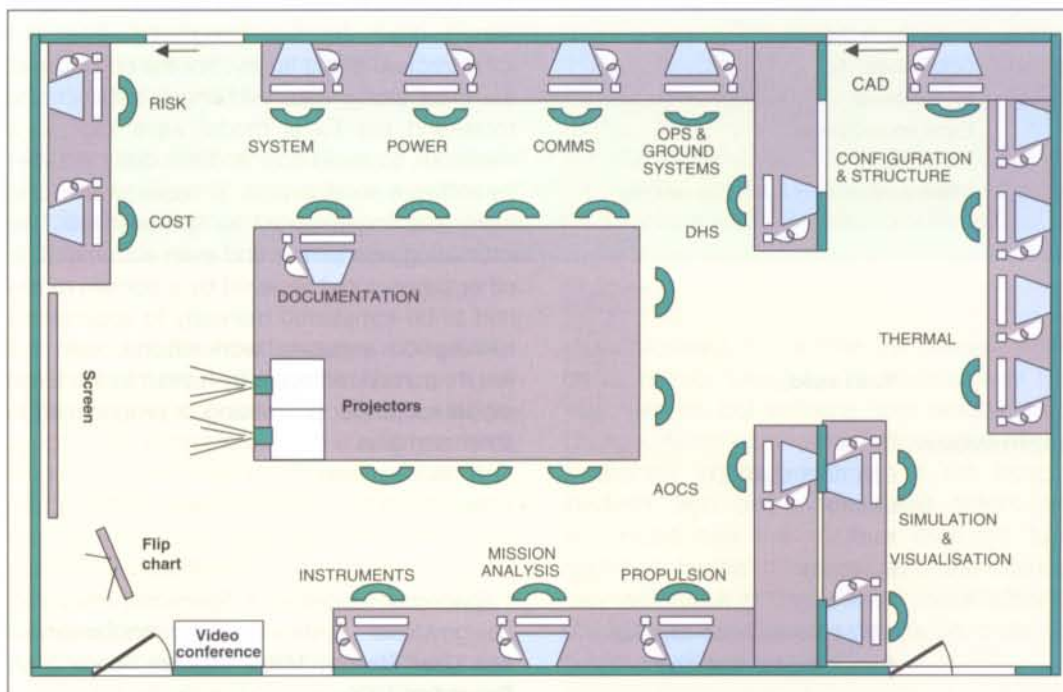 RISK
CAD
SYSTEM
POWER
COMMS
OPS &
GROUND
SYSTEMS
CONFIGURATION
& STRUCTURE
COST
DHS
DOCUMENTATION
THERMAL
Screen
Projectors
AOCS
SIMULATION
&
VISUALISATION
Flip
chart
INSTRUMENTS
MISSION
ANALYSIS
PROPULSION
Video
conference